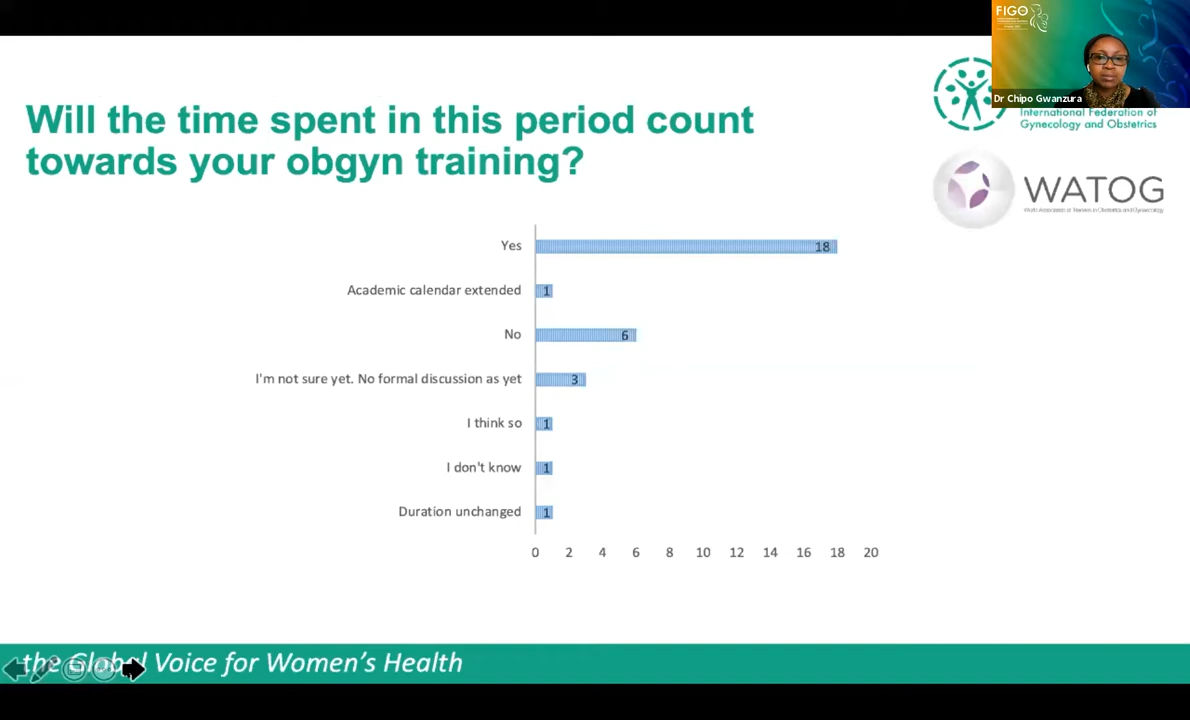 FIGO
Dr Chipo Gwanzura
International Federation of
Gynecology and Obstetrics
WATOG
World Association of Trainees in Obstetrics and Gynecology
Will the time spent in this period count
towards your obgyn training?
Yes 18
Academic calendar extended 1
No 6
I'm not sure yet. No formal discussion as yet 3
I think so 1
I don't know 1
Duration unchanged 1
0 2 4 6 8 10 12 14 16 18 20
the Global Voice for Women's Health